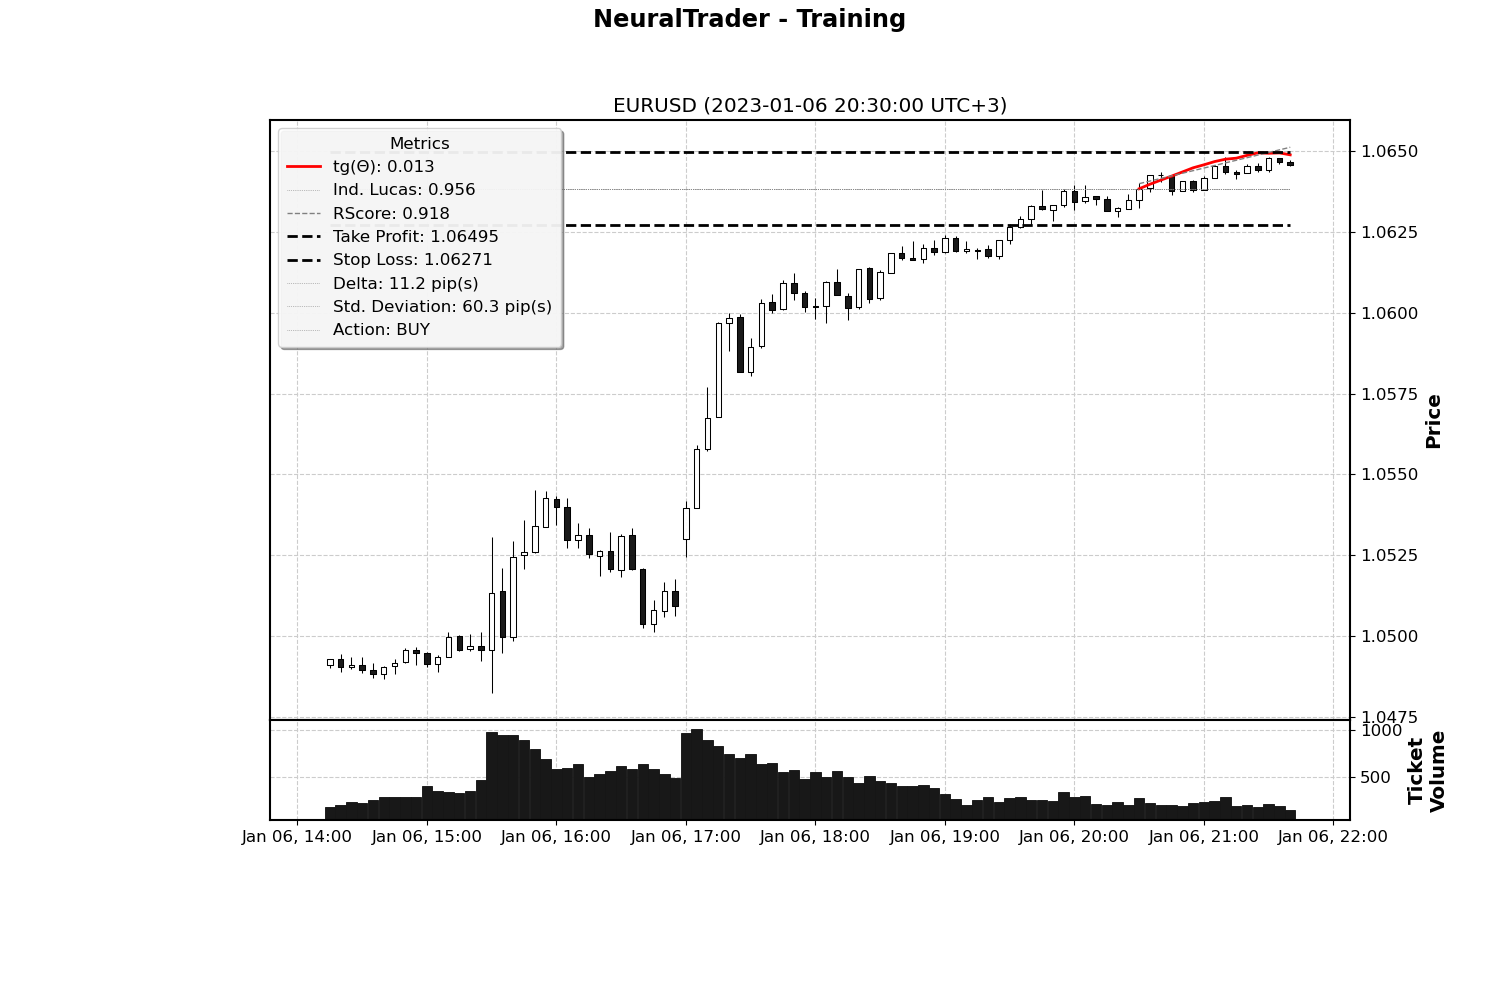 NeuralTrader - Training
EURUSD (2023-01-06 20:30:00 UTC+3)
Metrics
tg(Θ): 0.013
Ind. Lucas: 0.956
RScore: 0.918
Take Profit: 1.06495
Stop Loss: 1.06271
Delta: 11.2 pip(s)
Std. Deviation: 60.3 pip(s)
Action: BUY
1.0650
1.0625
1.0600
1.0575
1.0550
1.0525
1.0500
1.0475
Price
1000
500
Ticket
Volume
Jan 06, 14:00 Jan 06, 15:00 Jan 06, 16:00 Jan 06, 17:00 Jan 06, 18:00 Jan 06, 19:00 Jan 06, 20:00 Jan 06, 21:00 Jan 06, 22:00